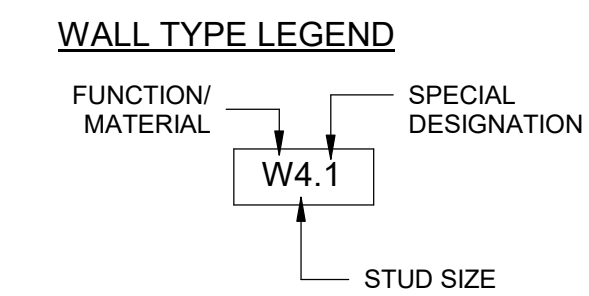 WALL TYPE LEGEND
FUNCTION/
MATERIAL
SPECIAL
DESIGNATION
W4.1
STUD SIZE